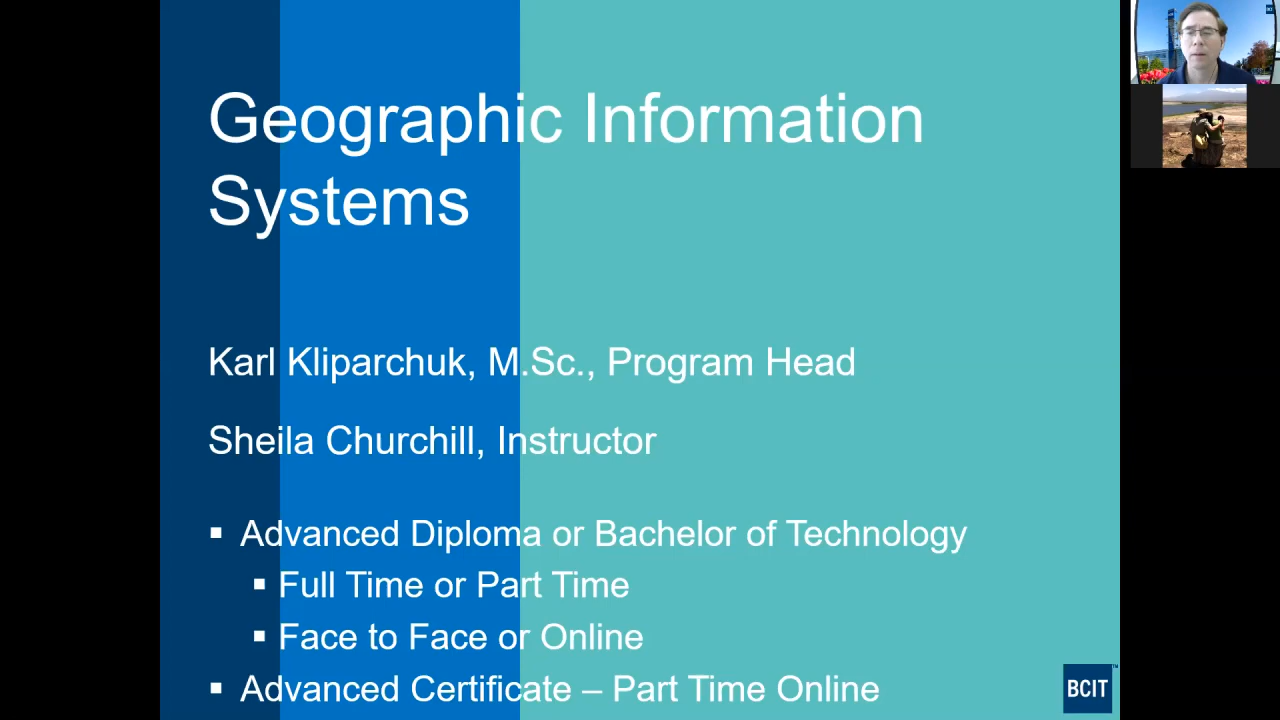 Geographic Information
Systems
Karl Kliparchuk, M.Sc., Program Head
Sheila Churchill, Instructor
▪ Advanced Diploma or Bachelor of Technology
▪ Full Time or Part Time
▪ Face to Face or Online
▪ Advanced Certificate – Part Time Online
BCIT™